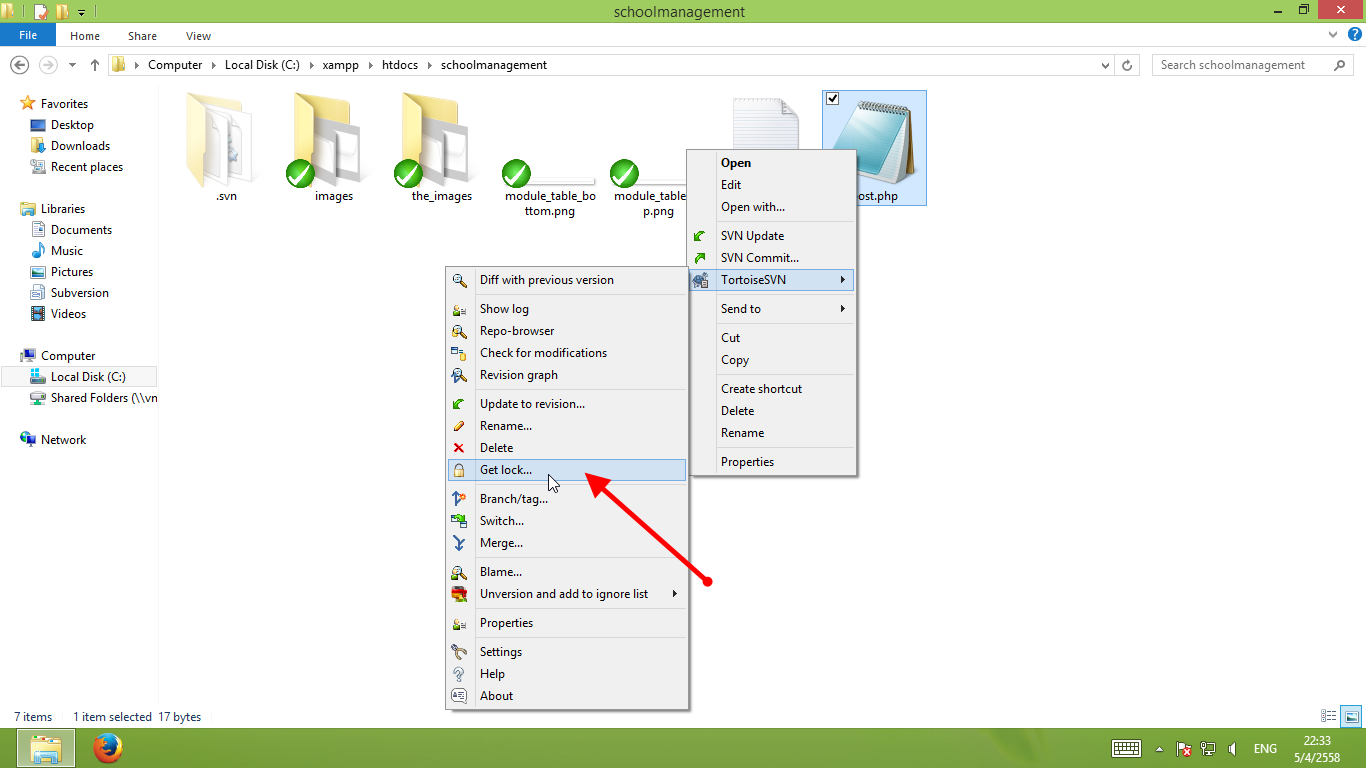 schoolmanagement
File
Home
Share
View
Computer
Local Disk (C:)
xampp
htdocs
schoolmanagement
Search schoolmanagement
Favorites
Desktop
Downloads
Recent places
Libraries
Documents
Music
Pictures
Subversion
Videos
Computer
Local Disk (C:)
Shared Folders (\\vn
Network
.svn
images
the_images
module_table_bo
ttom.png
module_table
p.png
ost.php
Open
Edit
Open with...
SVN Update
SVN Commit...
TortoiseSVN
Send to
Cut
Copy
Create shortcut
Delete
Rename
Properties
Diff with previous version
Show log
Repo-browser
Check for modifications
Revision graph
Update to revision...
Rename...
Delete
Get lock...
Branch/tag...
Switch...
Merge...
Blame...
Unversion and add to ignore list
Properties
Settings
Help
About
7 items
1 item selected 17 bytes
ENG
22:33
5/4/2558